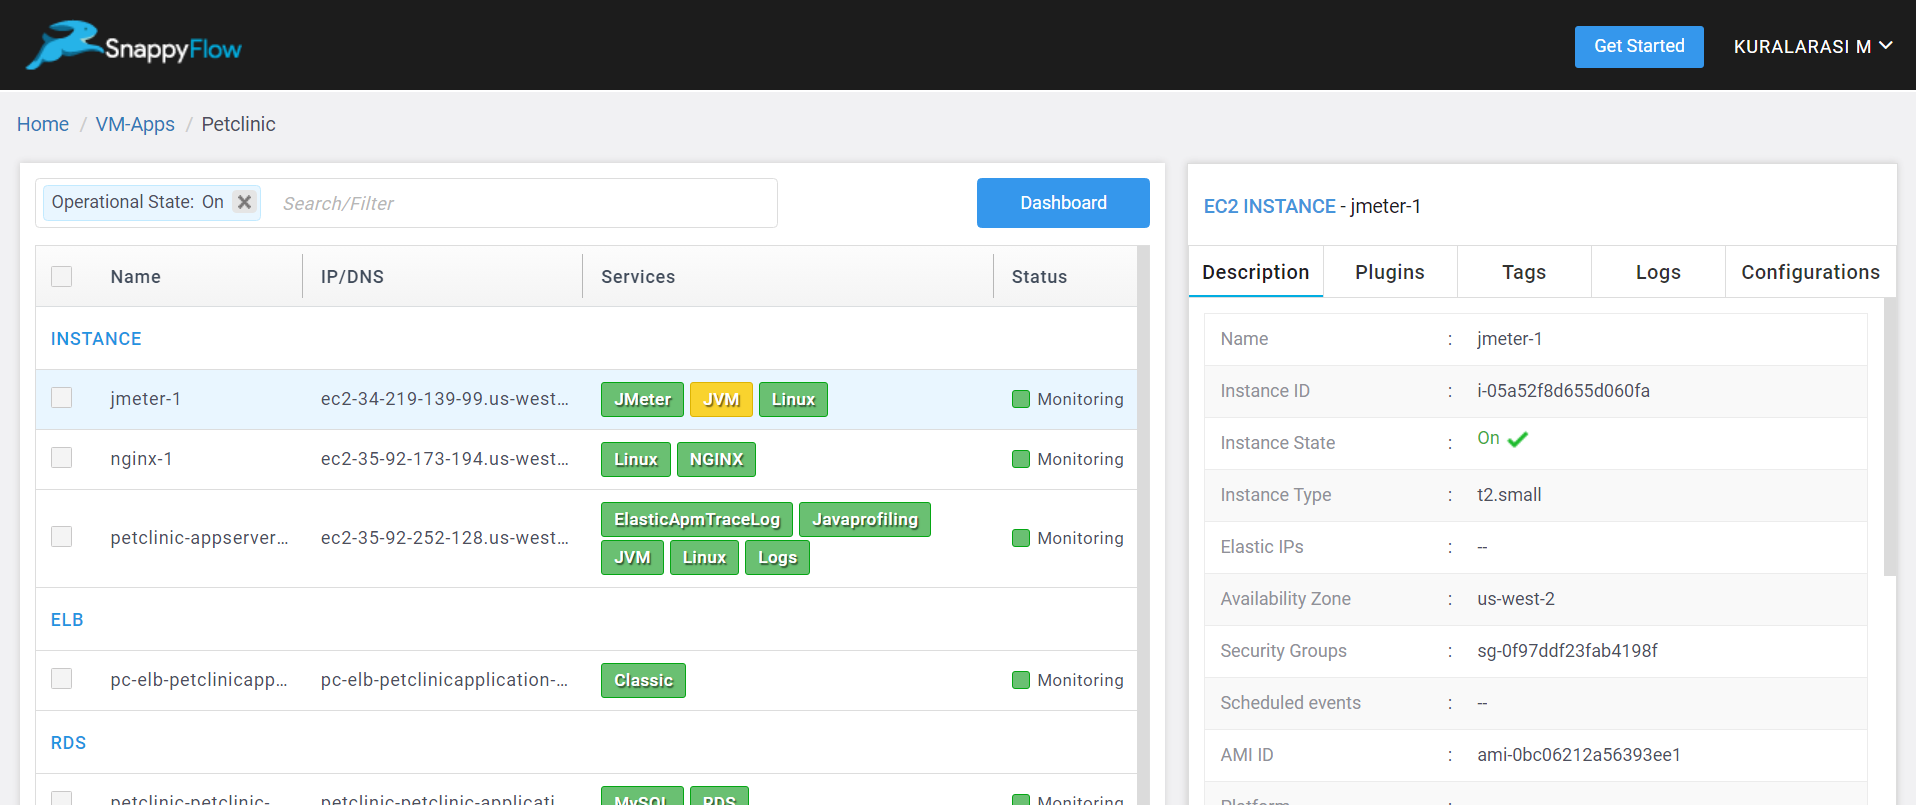 SnappyFlow
Get Started
KURALARASI M
Home / VM-Apps / Petclinic
Operational State: On
Search/Filter
Dashboard
Name IP/DNS Services Status
INSTANCE
jmeter-1 ec2-34-219-139-99.us-west... JMeter JVM Linux Monitoring
nginx-1 ec2-35-92-173-194.us-west... Linux NGINX Monitoring
petclinic-appserver... ec2-35-92-252-128.us-west... ElasticApmTraceLog Javaprofiling Monitoring
JVM Linux Logs
ELB
pc-elb-petclinicapp... pc-elb-petclinicapplication-... Classic Monitoring
RDS
petclinic-petclinic- petclinic-petclinic-applicati... MySQL RDS Monitoring
EC2 INSTANCE - jmeter-1
Description Plugins Tags Logs Configurations
Name : jmeter-1
Instance ID : i-05a52f8d655d060fa
Instance State : On
Instance Type : t2.small
Elastic IPs : --
Availability Zone : us-west-2
Security Groups : sg-0f97ddf23fab4198f
Scheduled events : --
AMI ID : ami-0bc06212a56393ee1
Platform :